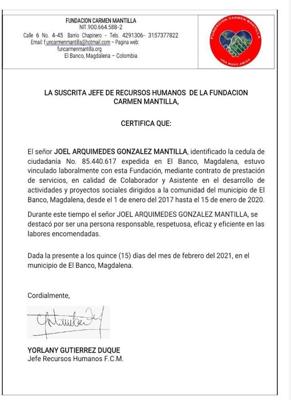 FUNDACION CARMEN MANTILLA
NIT.900.664.588-2
Calle 6 No. 4-45 Barrio Chapinero - Tels. 4291306- 3157377822
Email: funcarmenmantilla@hotmail.com – Pagina web:
funcarmenmantilla.org
El Banco, Magdalena – Colombia
LA SUSCRITA JEFE DE RECURSOS HUMANOS DE LA FUNDACION
CARMEN MANTILLA,
CERTIFICA QUE:
El señor JOEL ARQUIMEDES GONZALEZ MANTILLA, identificado la cedula de
ciudadanía No. 85.440.617 expedida en El Banco, Magdalena, estuvo
vinculado laboralmente con esta Fundación, mediante contrato de prestación
de servicios, en calidad de Colaborador y Asistente en el desarrollo de
actividades y proyectos sociales dirigidos a la comunidad del municipio de El
Banco, Magdalena, desde el 1 de enero del 2017 hasta el 15 de enero de 2020.
Durante este tiempo el señor JOEL ARQUIMEDES GONZALEZ MANTILLA, se
destacó por ser una persona responsable, respetuosa, eficaz y eficiente en las
labores encomendadas.
Dada la presente a los quince (15) días del mes de febrero del 2021, en el
municipio de El Banco, Magdalena.
Cordialmente,
YORLANY GUTIERREZ DUQUE
Jefe Recursos Humanos F.C.M.